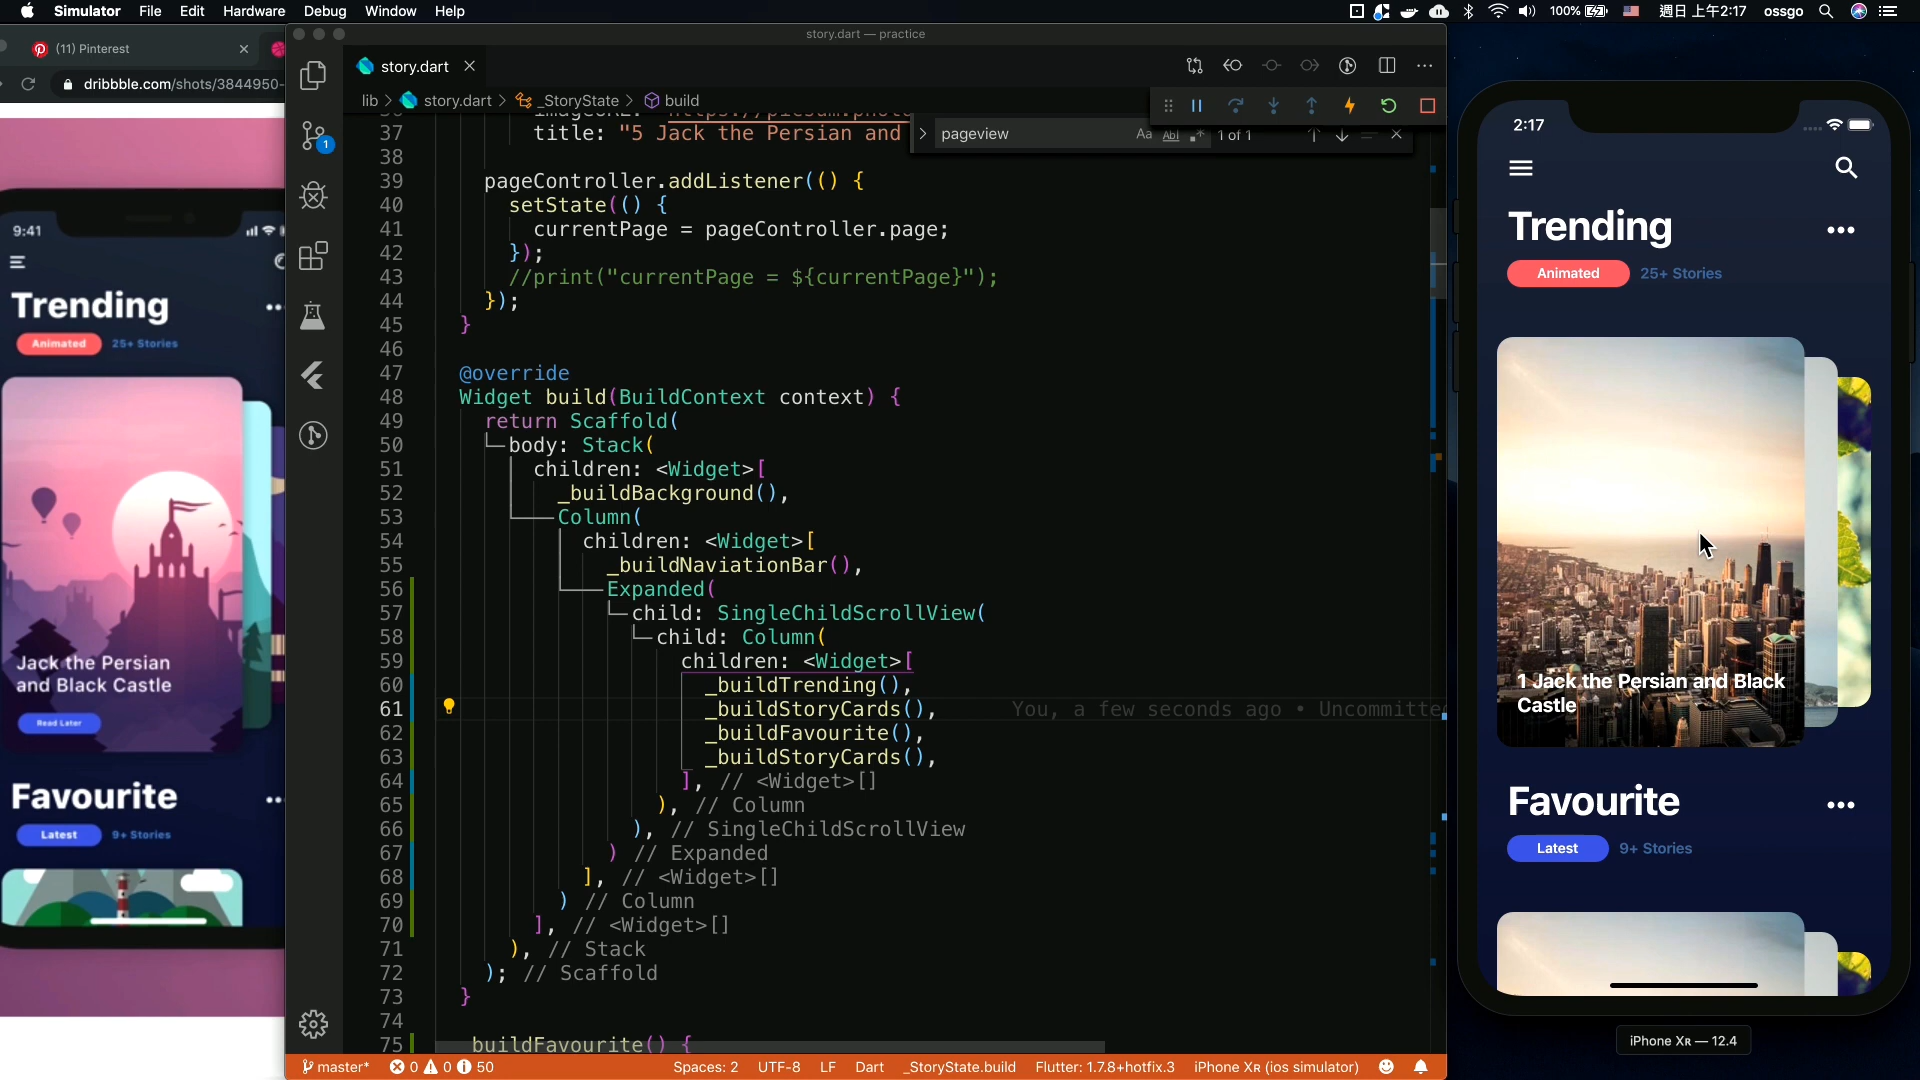 Simulator File Edit Hardware Debug Window Help
100% 週日 上午2:17 ossgo
(11) Pinterest
dribbble.com/shots/3844950-
9:41
Trending
Animated 25+ Stories
Jack the Persian
and Black Castle
Read Later
Favourite
Latest 9+ Stories
story.dart — practice
story.dart
lib > story.dart > _StoryState > build
pageview
Aa Abl .* 1 of 1
37 title: "5 Jack the Persian and
38
39 pageController.addListener(() {
40 setState(() {
41 currentPage = pageController.page;
42 });
43 //print("currentPage = ${currentPage}");
44 });
45 }
46
47 @override
48 Widget build(BuildContext context) {
49 return Scaffold(
50 body: Stack(
51 children: <Widget>[
52 _buildBackground(),
53 Column(
54 children: <Widget>[
55 _buildNaviationBar(),
56 Expanded(
57 child: SingleChildScrollView(
58 child: Column(
59 children: <Widget>[
60 _buildTrending(),
61 _buildStoryCards(), You, a few seconds ago • Uncommitte
62 _buildFavourite(),
63 _buildStoryCards(),
64 ], // <Widget>[]
65 ), // Column
66 ), // SingleChildScrollView
67 ) // Expanded
68 ], // <Widget>[]
69 ) // Column
70 ], // <Widget>[]
71 ), // Stack
72 ); // Scaffold
73 }
74
75 buildFavourite() {
1
master* 0 0 50 Spaces: 2 UTF-8 LF Dart _StoryState.build Flutter: 1.7.8+hotfix.3 iPhone XR (ios simulator)
2:17
Trending
Animated 25+ Stories
1 Jack the Persian and Black
Castle
Favourite
Latest 9+ Stories
iPhone XR — 12.4